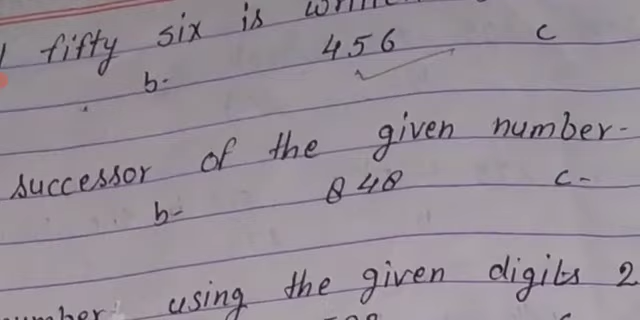 fifty six is
b- 456 c
successor of the given number-
b- 848 c-
using the given digits 2